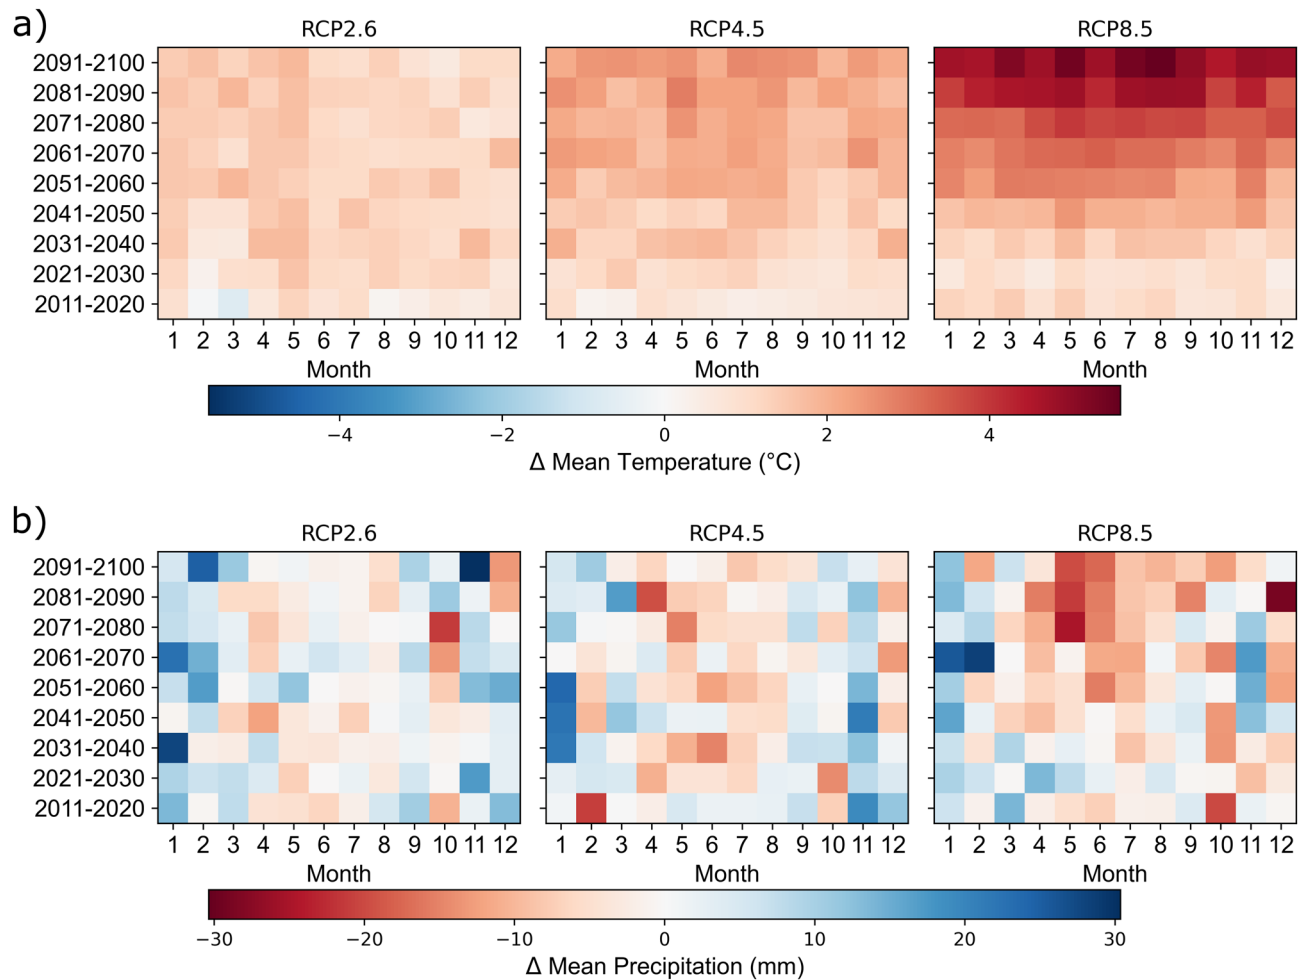 a)
RCP2.6 RCP4.5 RCP8.5
2091-2100
2081-2090
2071-2080
2061-2070
2051-2060
2041-2050
2031-2040
2021-2030
2011-2020
1 2 3 4 5 6 7 8 9 10 11 12 1 2 3 4 5 6 7 8 9 10 11 12 1 2 3 4 5 6 7 8 9 10 11 12
Month Month Month
−4 −2 0 2 4
Δ Mean Temperature (°C)
b)
RCP2.6 RCP4.5 RCP8.5
2091-2100
2081-2090
2071-2080
2061-2070
2051-2060
2041-2050
2031-2040
2021-2030
2011-2020
1 2 3 4 5 6 7 8 9 10 11 12 1 2 3 4 5 6 7 8 9 10 11 12 1 2 3 4 5 6 7 8 9 10 11 12
Month Month Month
−30 −20 −10 0 10 20 30
Δ Mean Precipitation (mm)